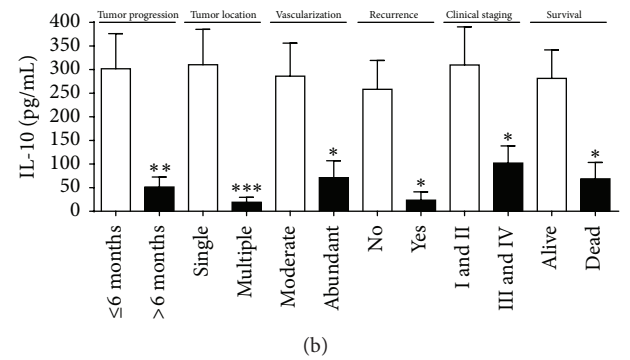 Tumor progression Tumor location Vascularization Recurrence Clinical staging Survival
400
350
300
250
200
150
100
50
0
IL-10 (pg/mL)
** *** * * * *
≤6 months >6 months Single Multiple Moderate Abundant No Yes I and II III and IV Alive Dead
(b)